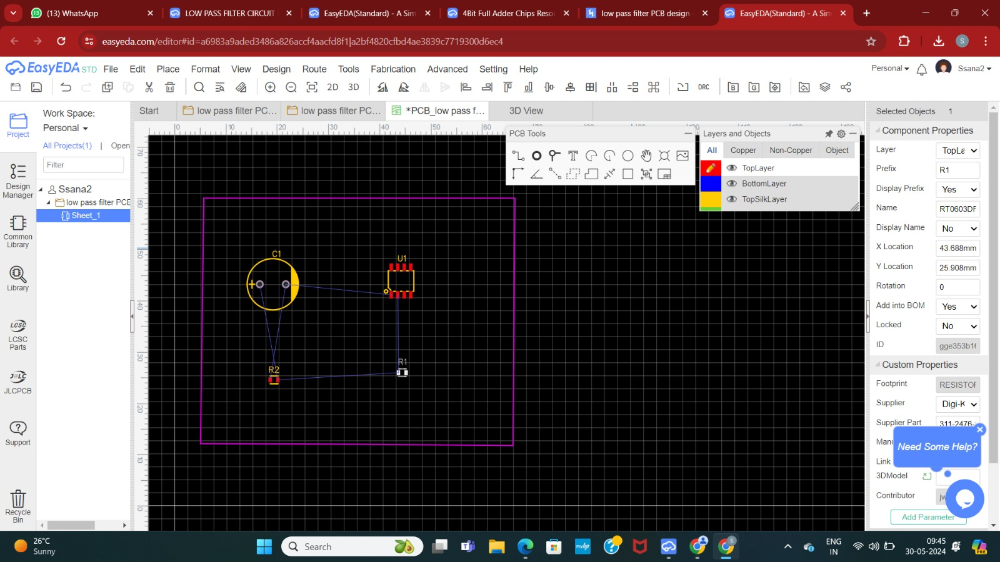 (13) WhatsApp
LOW PASS FILTER CIRCUIT
EasyEDA(Standard) - A Sim
4Bit Full Adder Chips Reso
low pass filter PCB design -
EasyEDA(Standard) - A Sim
easyeda.com/editor#id=a6983a9aded3486a826accf4aacfd8f1|a2bf4820cfbd4ae3839c7719300d6ec4
S
EasyEDA STD
File Edit Place Format View Design Route Tools Fabrication Advanced Setting Help
Personal
Ssana2
2D 3D
DRC
B
G
Project
Design Manager
Common Library
Library
LCSC
LCSC Parts
J@LC
JLCPCB
Support
Recycle Bin
Work Space:
Personal
All Projects(1) | Open
Filter
Ssana2
low pass filter PCB
Sheet_1
Start
low pass filter PC...
low pass filter PC...
*PCB_low pass f...
3D View
0 10 20 30 40 50 60
70
60
50
40
30
20
10
0
PCB Tools
T
Layers and Objects
All Copper Non-Copper Object
TopLayer
BottomLayer
TopSilkLayer
C1
+
U1
R2
R1
Selected Objects 1
Component Properties
Layer TopLa
Prefix R1
Display Prefix Yes
Name RT0603DF
Display Name No
X Location 43.688mm
Y Location 25.908mm
Rotation 0
Add into BOM Yes
Locked No
ID gge353b16
Custom Properties
Footprint RESISTOF
Supplier Digi-K
Supplier Part 311-2476-
Manu
Link
3DModel
Contributor jw
Add Parameter
Need Some Help?
26°C
Sunny
Search
myhp
PRE
ENG
IN
09:45
30-05-2024